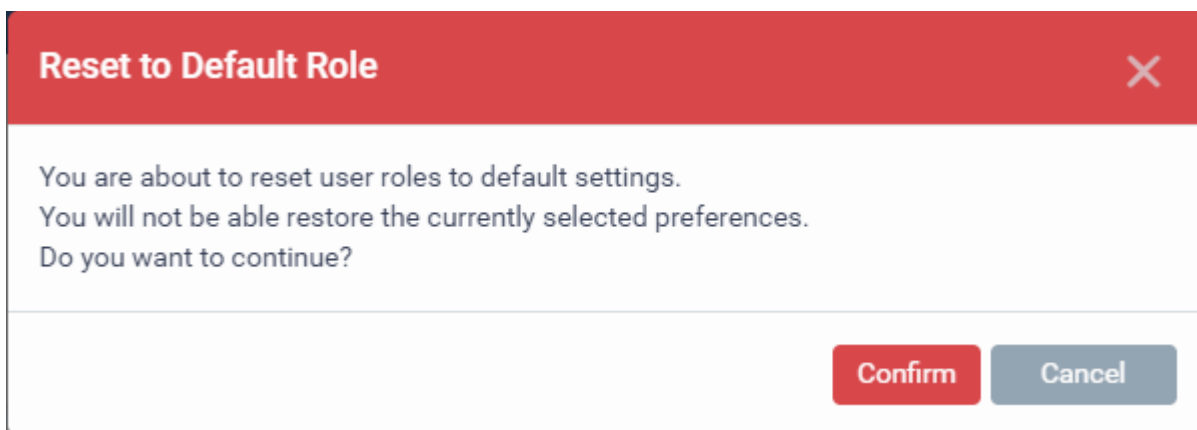 Reset to Default Role
You are about to reset user roles to default settings.
You will not be able restore the currently selected preferences.
Do you want to continue?
Confirm
Cancel